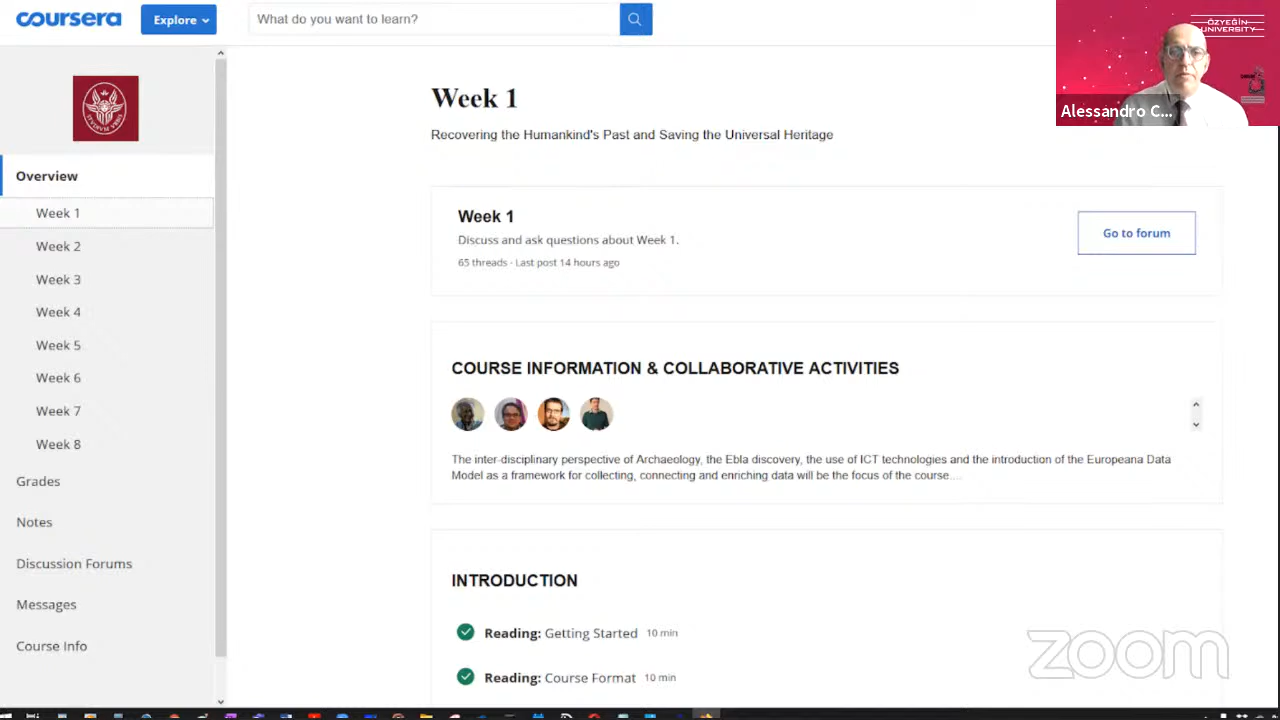 coursera
Explore
What do you want to learn?
ÖZYEĞİN
UNIVERSITY
Alessandro C...
Overview
Week 1
Week 2
Week 3
Week 4
Week 5
Week 6
Week 7
Week 8
Grades
Notes
Discussion Forums
Messages
Course Info
Week 1
Recovering the Humankind's Past and Saving the Universal Heritage
Week 1
Discuss and ask questions about Week 1.
65 threads · Last post 14 hours ago
Go to forum
COURSE INFORMATION & COLLABORATIVE ACTIVITIES
The inter-disciplinary perspective of Archaeology, the Ebla discovery, the use of ICT technologies and the introduction of the Europeana Data
Model as a framework for collecting, connecting and enriching data will be the focus of the course....
INTRODUCTION
Reading: Getting Started 10 min
Reading: Course Format 10 min
zoom